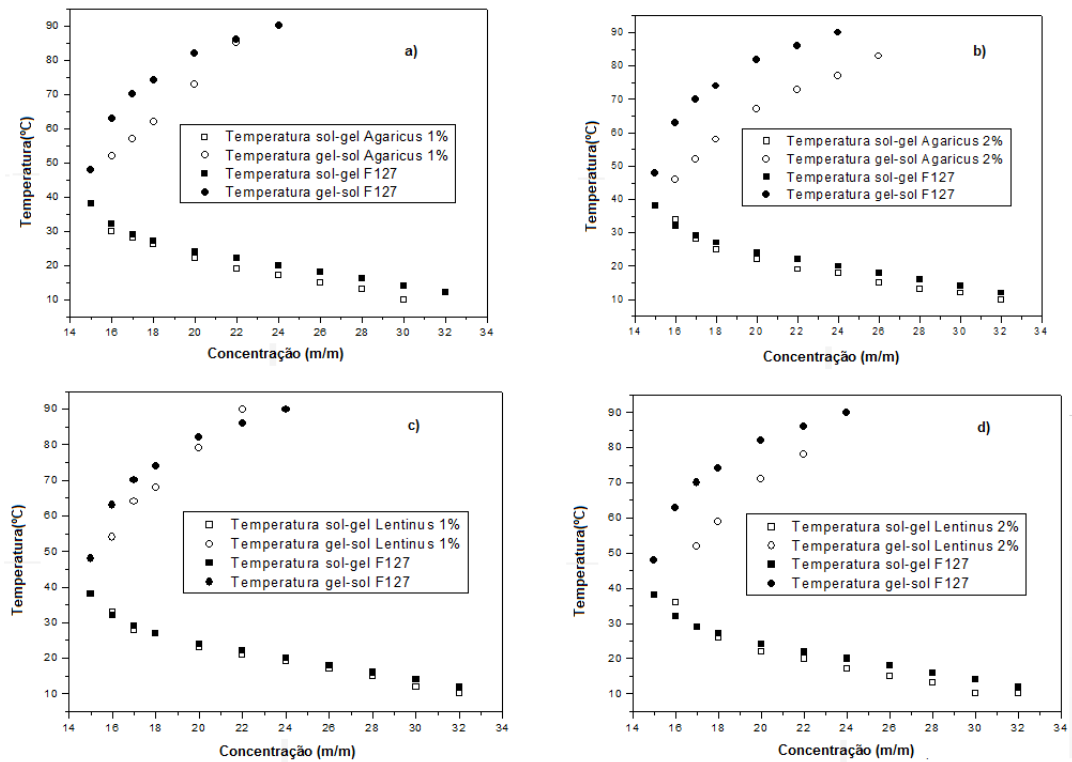 a)
Temperatura(ºC)
90
80
70
60
50
40
30
20
10
Temperatura sol-gel Agaricus 1%
Temperatura gel-sol Agaricus 1%
Temperatura sol-gel F127
Temperatura gel-sol F127
14 16 18 20 22 24 26 28 30 32 34
Concentração (m/m)
b)
Temperatura(ºC)
90
80
70
60
50
40
30
20
10
Temperatura sol-gel Agaricus 2%
Temperatura gel-sol Agaricus 2%
Temperatura sol-gel F127
Temperatura gel-sol F127
14 16 18 20 22 24 26 28 30 32 34
Concentração (m/m)
c)
Temperatura(ºC)
90
80
70
60
50
40
30
20
10
Temperatura sol-gel Lentinus 1%
Temperatura gel-sol Lentinus 1%
Temperatura sol-gel F127
Temperatura gel-sol F127
14 16 18 20 22 24 26 28 30 32 34
Concentração (m/m)
d)
Temperatura(ºC)
90
80
70
60
50
40
30
20
10
Temperatura sol-gel Lentinus 2%
Temperatura gel-sol Lentinus 2%
Temperatura sol-gel F127
Temperatura gel-sol F127
14 16 18 20 22 24 26 28 30 32 34
Concentração (m/m)